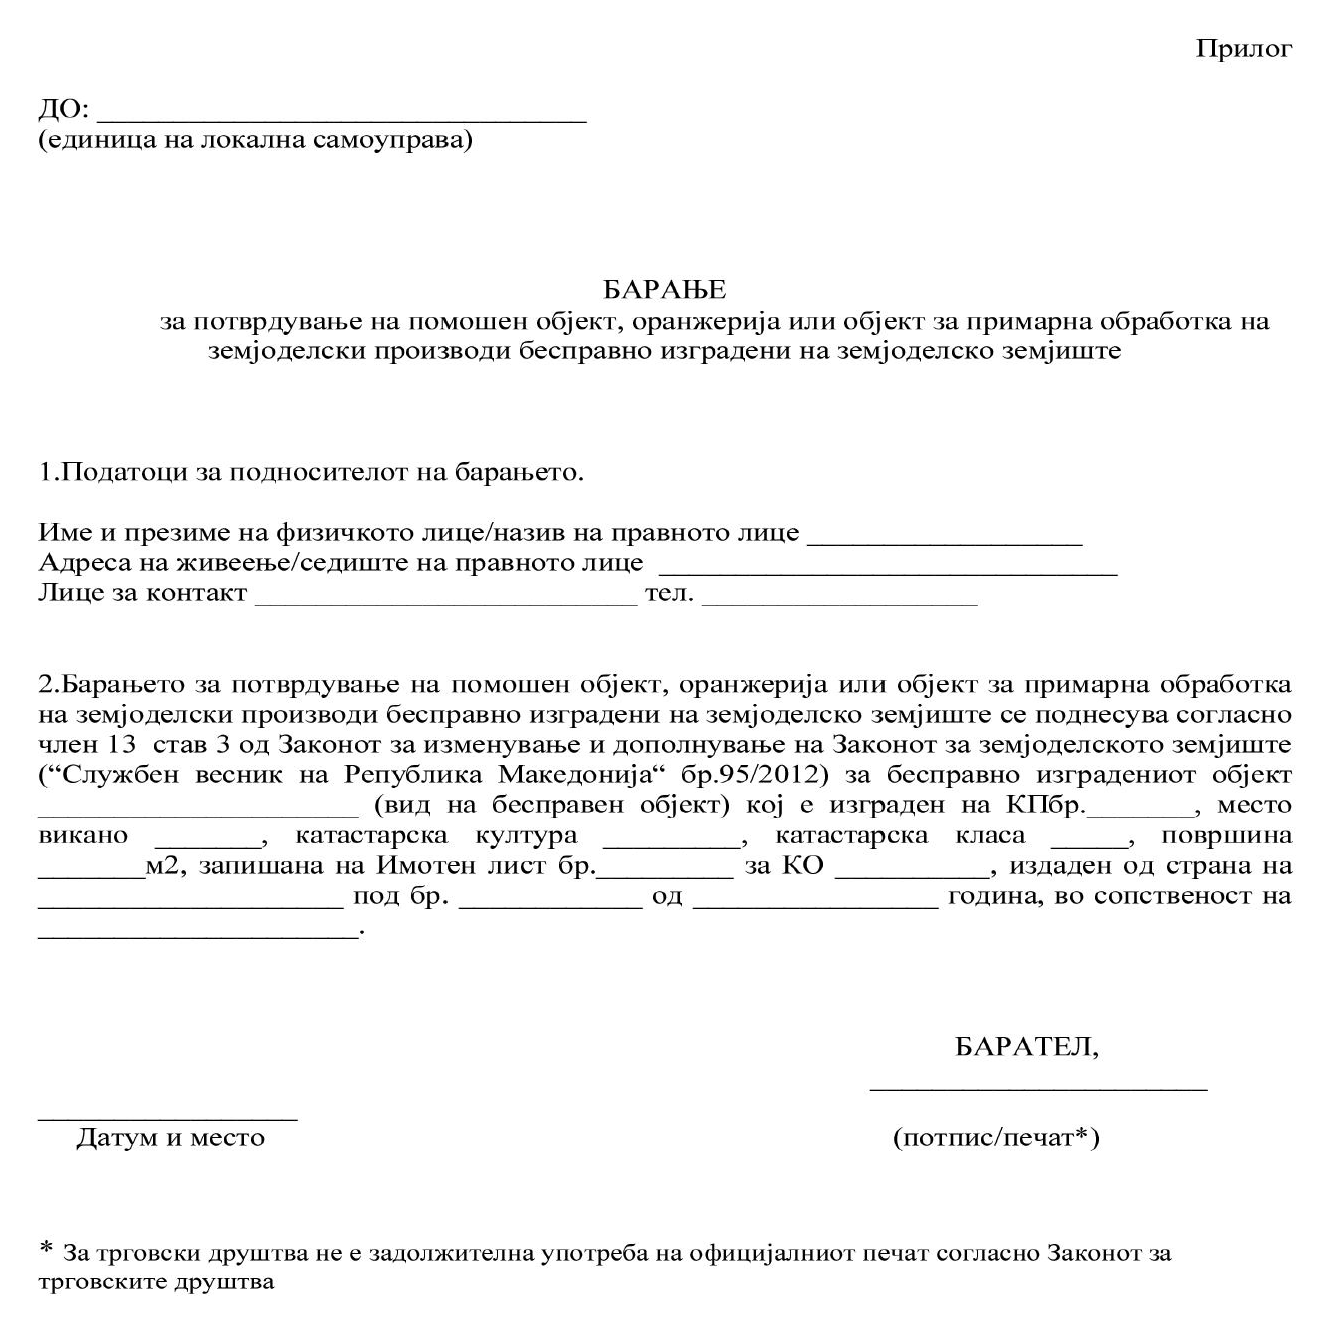 Прилог
ДО: ________________________________
(единица на локална самоуправа)
БАРАЊЕ
за потврдување на помошен објект, оранжерија или објект за примарна обработка на
земјоделски производи бесправно изградени на земјоделско земјиште
1.Податоци за подносителот на барањето.
Име и презиме на физичкото лице/назив на правното лице __________________
Адреса на живеење/седиште на правното лице ______________________________
Лице за контакт _________________________ тел. __________________
2.Барањето за потврдување на помошен објект, оранжерија или објект за примарна обработка
на земјоделски производи бесправно изградени на земјоделско земјиште се поднесува согласно
член 13 став 3 од Законот за изменување и дополнување на Законот за земјоделското земјиште
(“Службен весник на Република Македонија“ бр.95/2012) за бесправно изградениот објект
_____________________ (вид на бесправен објект) кој е изграден на КПбр._______, место
викано _______, катастарска култура _________, катастарска класа _____, површина
_______м2, запишана на Имотен лист бр._________ за КО __________, издаден од страна на
____________________ под бр. ____________ од ________________ година, во сопственост на
_____________________.
БАРАТЕЛ,
______________________
_________________
Датум и место (потпис/печат*)
* За трговски друштва не е задолжителна употреба на официјалниот печат согласно Законот за
трговските друштва